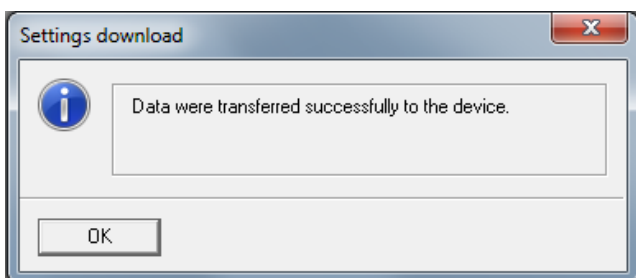 Settings download
Data were transferred successfully to the device.
OK